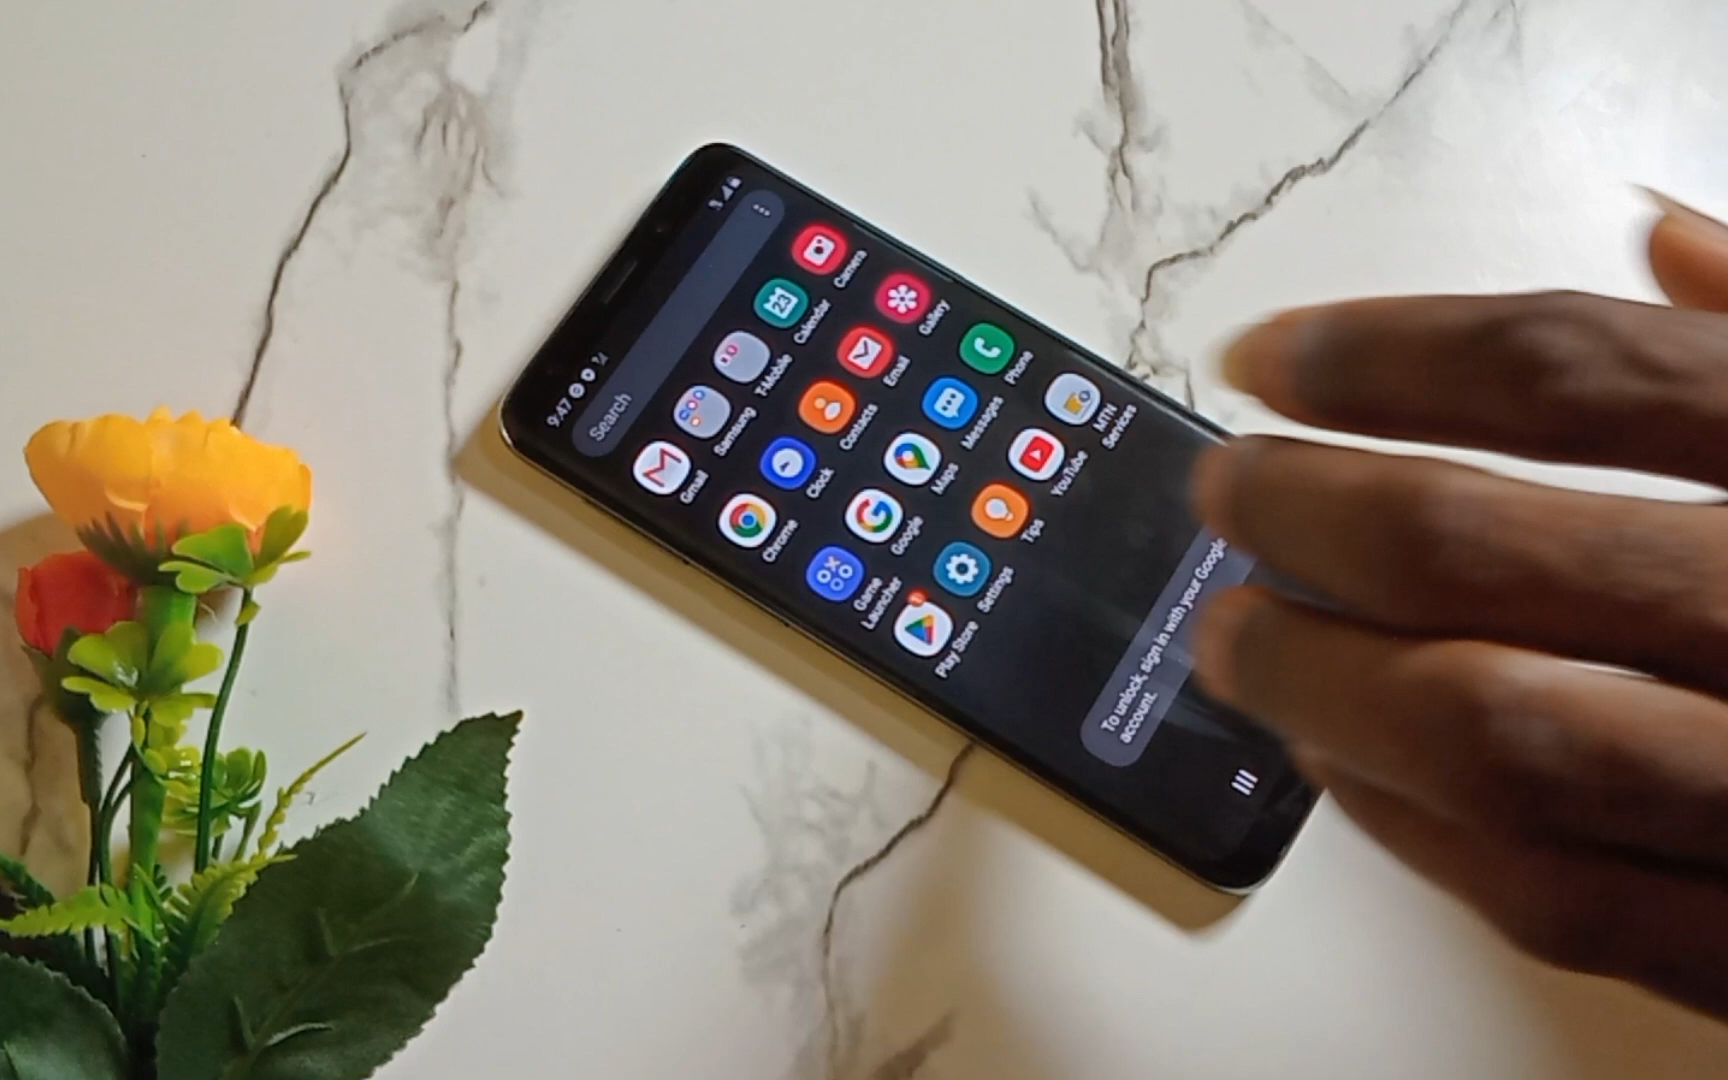 9:47
Search
Gmail
Samsung
T-Mobile
Calendar
23
Camera
Chrome
Clock
Contacts
Email
Gallery
Game
Launcher
Google
Maps
Messages
Phone
Play Store
Settings
Tips
YouTube
MTN
Services
To unlock, sign in with your Google
account.